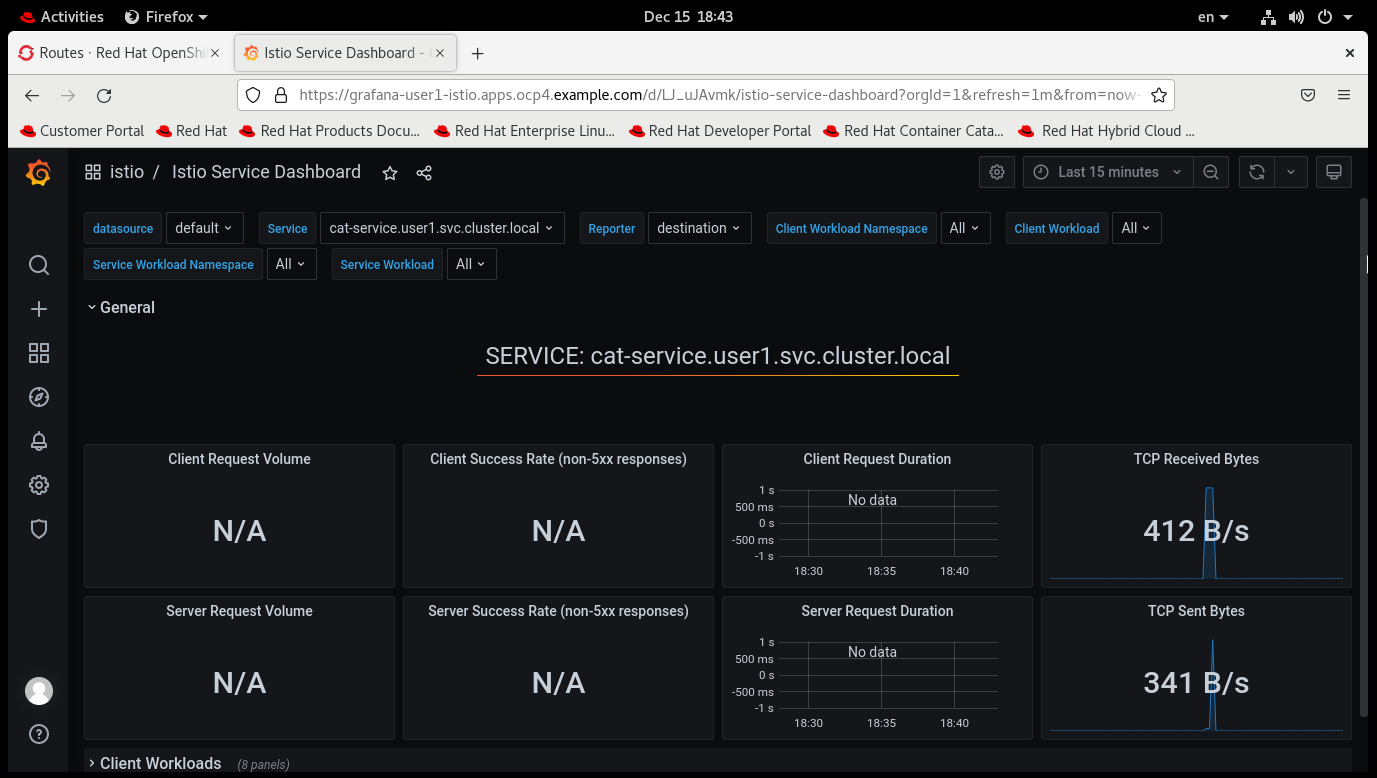 Activities Firefox Dec 15 18:43 en
Routes · Red Hat OpenShi Istio Service Dashboard -
https://grafana-user1-istio.apps.ocp4.example.com/d/LJ_uJAvmk/istio-service-dashboard?orgId=1&refresh=1m&from=now-
Customer Portal Red Hat Red Hat Products Docu... Red Hat Enterprise Linu... Red Hat Developer Portal Red Hat Container Cata... Red Hat Hybrid Cloud ...
istio / Istio Service Dashboard Last 15 minutes
datasource default Service cat-service.user1.svc.cluster.local Reporter destination Client Workload Namespace All Client Workload All
Service Workload Namespace All Service Workload All
General
SERVICE: cat-service.user1.svc.cluster.local
Client Request Volume
N/A
Client Success Rate (non-5xx responses)
N/A
Client Request Duration
1 s
No data
500 ms
0 s
-500 ms
-1 s
18:30 18:35 18:40
TCP Received Bytes
412 B/s
Server Request Volume
N/A
Server Success Rate (non-5xx responses)
N/A
Server Request Duration
1 s
No data
500 ms
0 s
-500 ms
-1 s
18:30 18:35 18:40
TCP Sent Bytes
341 B/s
Client Workloads (8 panels)